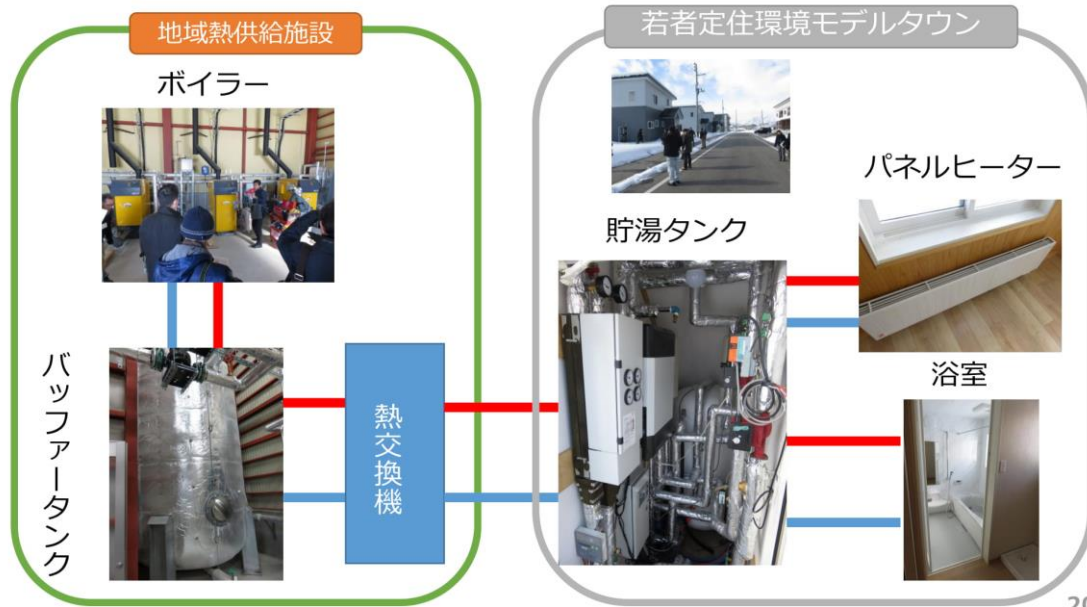 地域熱供給施設
若者定住環境モデルタウン
ボイラー
パネルヒーター
貯湯タンク
バッファータンク
熱交換機
浴室